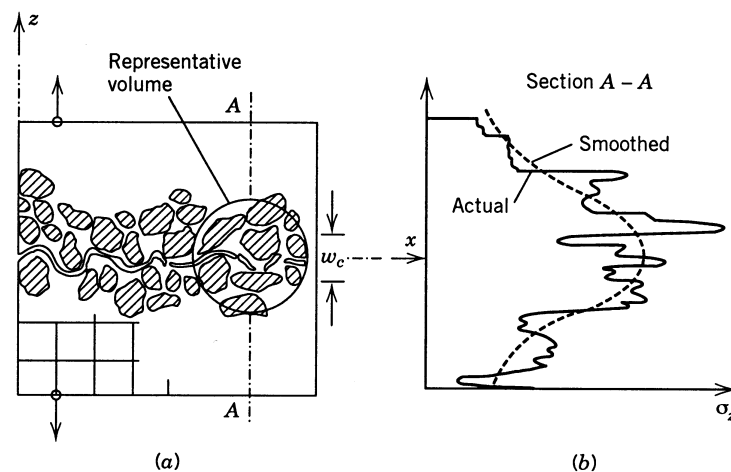 z
Representative
volume
A
w_c
A
(a)
Section A – A
Smoothed
Actual
x
σ_z
(b)